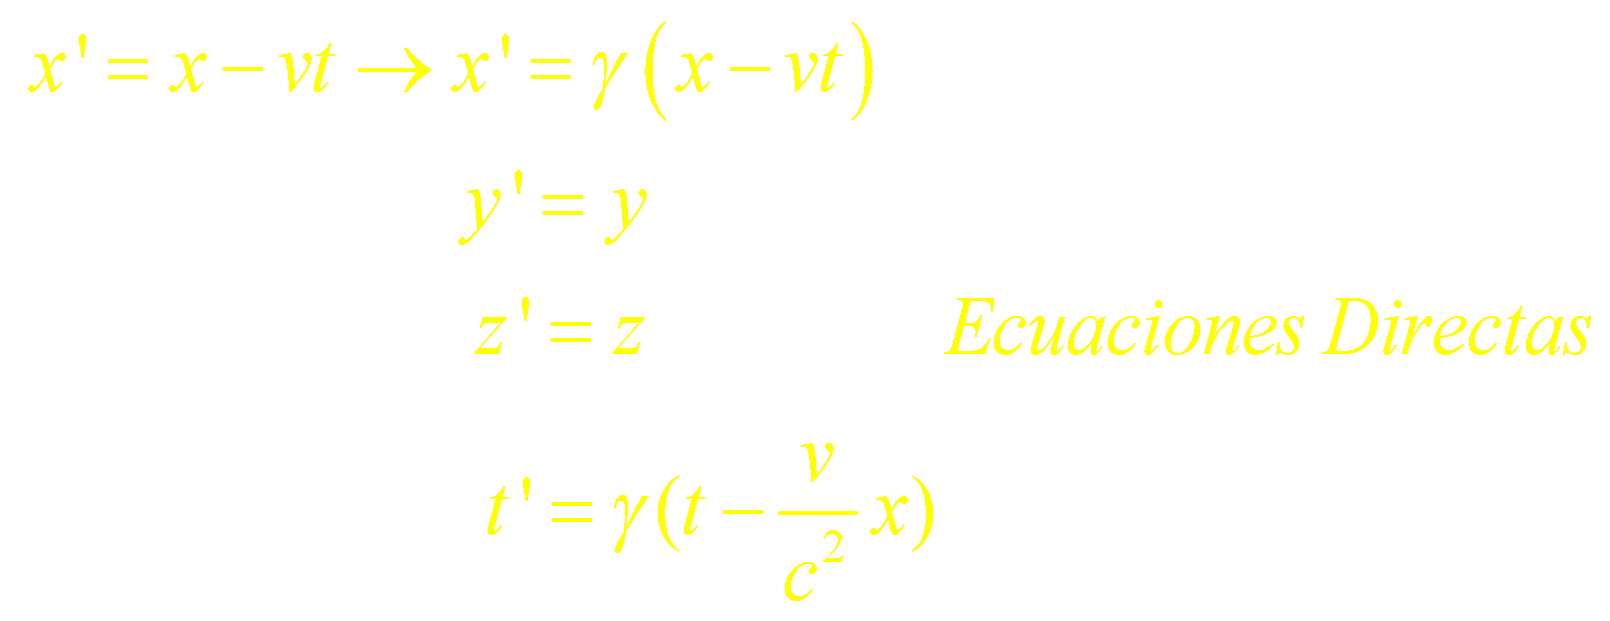 x' = x − vt → x' = γ(x − vt)
y' = y
z' = z Ecuaciones Directas
t' = γ(t − v/c² x)